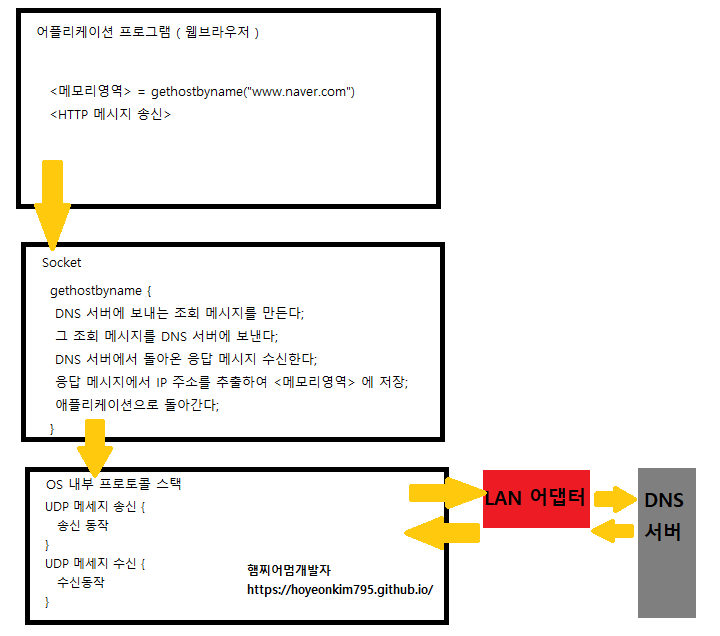 어플리케이션 프로그램 ( 웹브라우저 )
<메모리영역> = gethostbyname("www.naver.com")
<HTTP 메시지 송신>
Socket
gethostbyname {
DNS 서버에 보내는 조회 메시지를 만든다;
그 조회 메시지를 DNS 서버에 보낸다;
DNS 서버에서 돌아온 응답 메시지 수신한다;
응답 메시지에서 IP 주소를 추출하여 <메모리영역> 에 저장;
애플리케이션으로 돌아간다;
}
OS 내부 프로토콜 스택
UDP 메세지 송신 {
송신 동작
}
UDP 메세지 수신 {
수신동작
}
햄찌어멈개발자
https://hoyeonkim795.github.io/
LAN 어댑터
DNS
서버